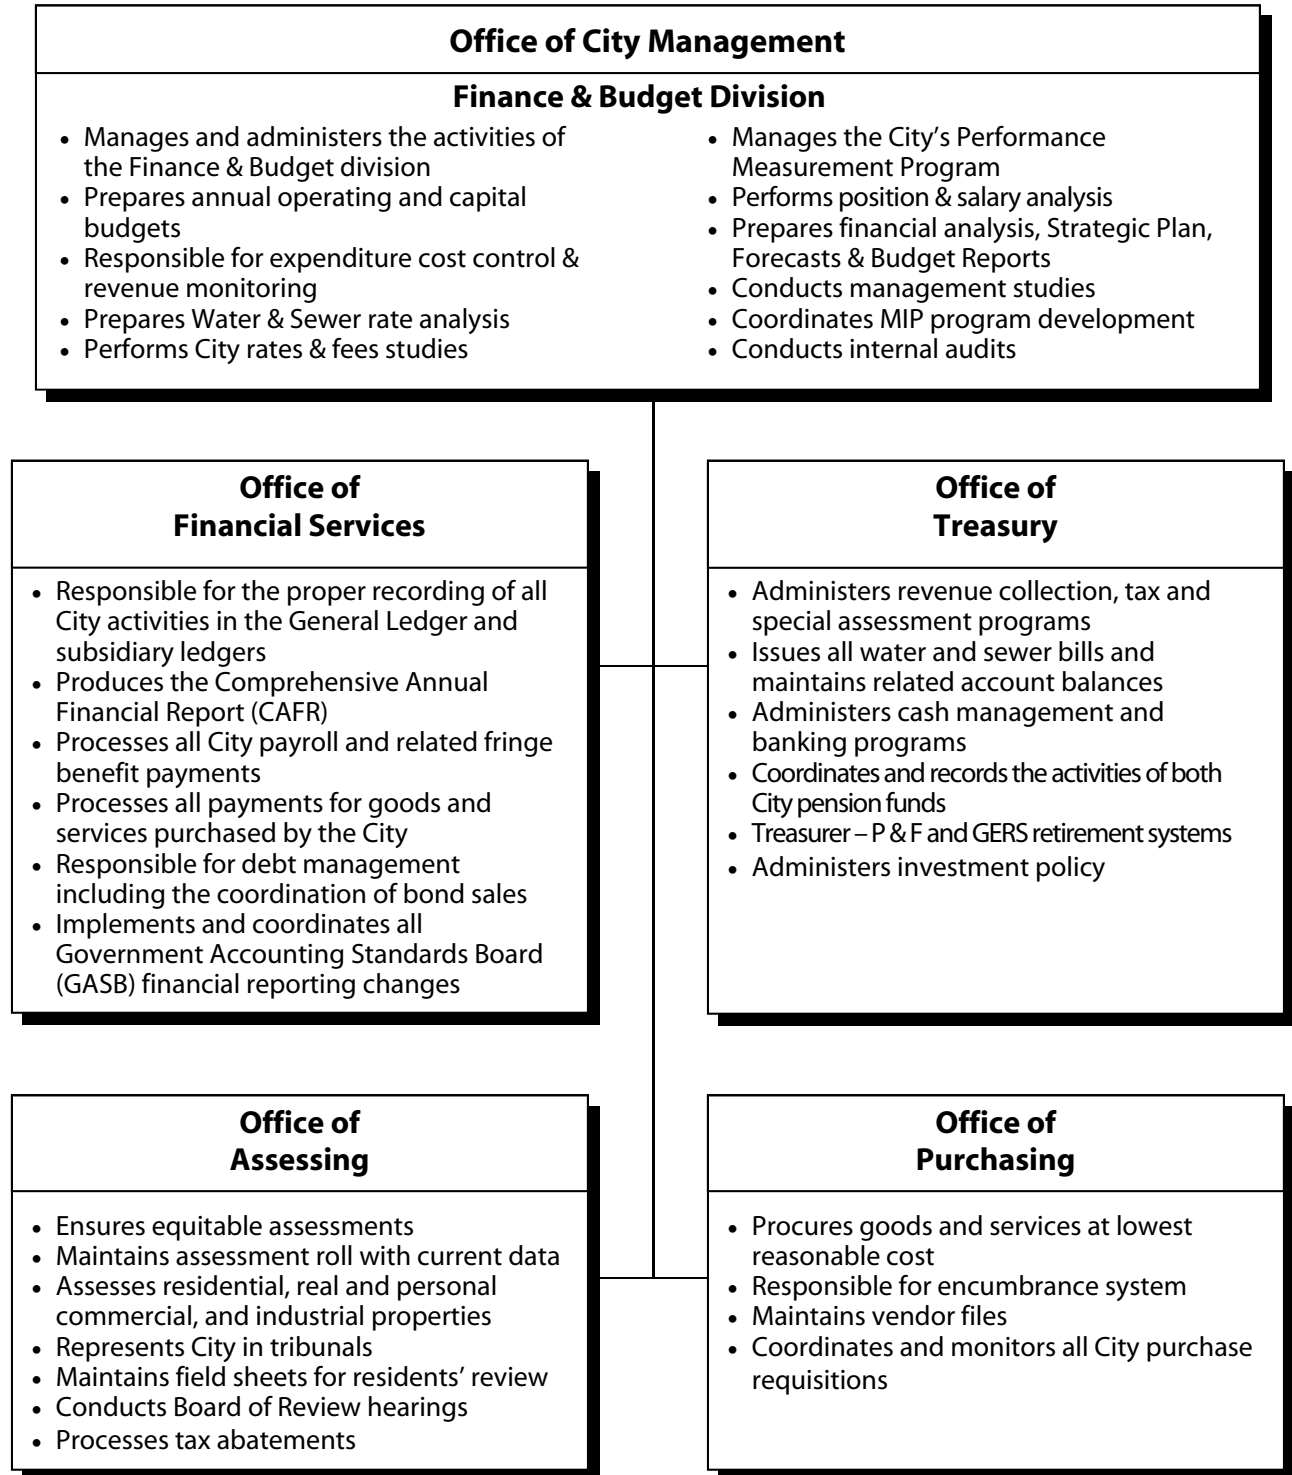 Office of City Management
Finance & Budget Division
• Manages and administers the activities of
the Finance & Budget division
• Prepares annual operating and capital
budgets
• Responsible for expenditure cost control &
revenue monitoring
• Prepares Water & Sewer rate analysis
• Performs City rates & fees studies
• Manages the City’s Performance
Measurement Program
• Performs position & salary analysis
• Prepares financial analysis, Strategic Plan,
Forecasts & Budget Reports
• Conducts management studies
• Coordinates MIP program development
• Conducts internal audits
Office of
Financial Services
• Responsible for the proper recording of all
City activities in the General Ledger and
subsidiary ledgers
• Produces the Comprehensive Annual
Financial Report (CAFR)
• Processes all City payroll and related fringe
benefit payments
• Processes all payments for goods and
services purchased by the City
• Responsible for debt management
including the coordination of bond sales
• Implements and coordinates all
Government Accounting Standards Board
(GASB) financial reporting changes
Office of
Treasury
• Administers revenue collection, tax and
special assessment programs
• Issues all water and sewer bills and
maintains related account balances
• Administers cash management and
banking programs
• Coordinates and records the activities of both
City pension funds
• Treasurer – P & F and GERS retirement systems
• Administers investment policy
Office of
Assessing
• Ensures equitable assessments
• Maintains assessment roll with current data
• Assesses residential, real and personal
commercial, and industrial properties
• Represents City in tribunals
• Maintains field sheets for residents’ review
• Conducts Board of Review hearings
• Processes tax abatements
Office of
Purchasing
• Procures goods and services at lowest
reasonable cost
• Responsible for encumbrance system
• Maintains vendor files
• Coordinates and monitors all City purchase
requisitions